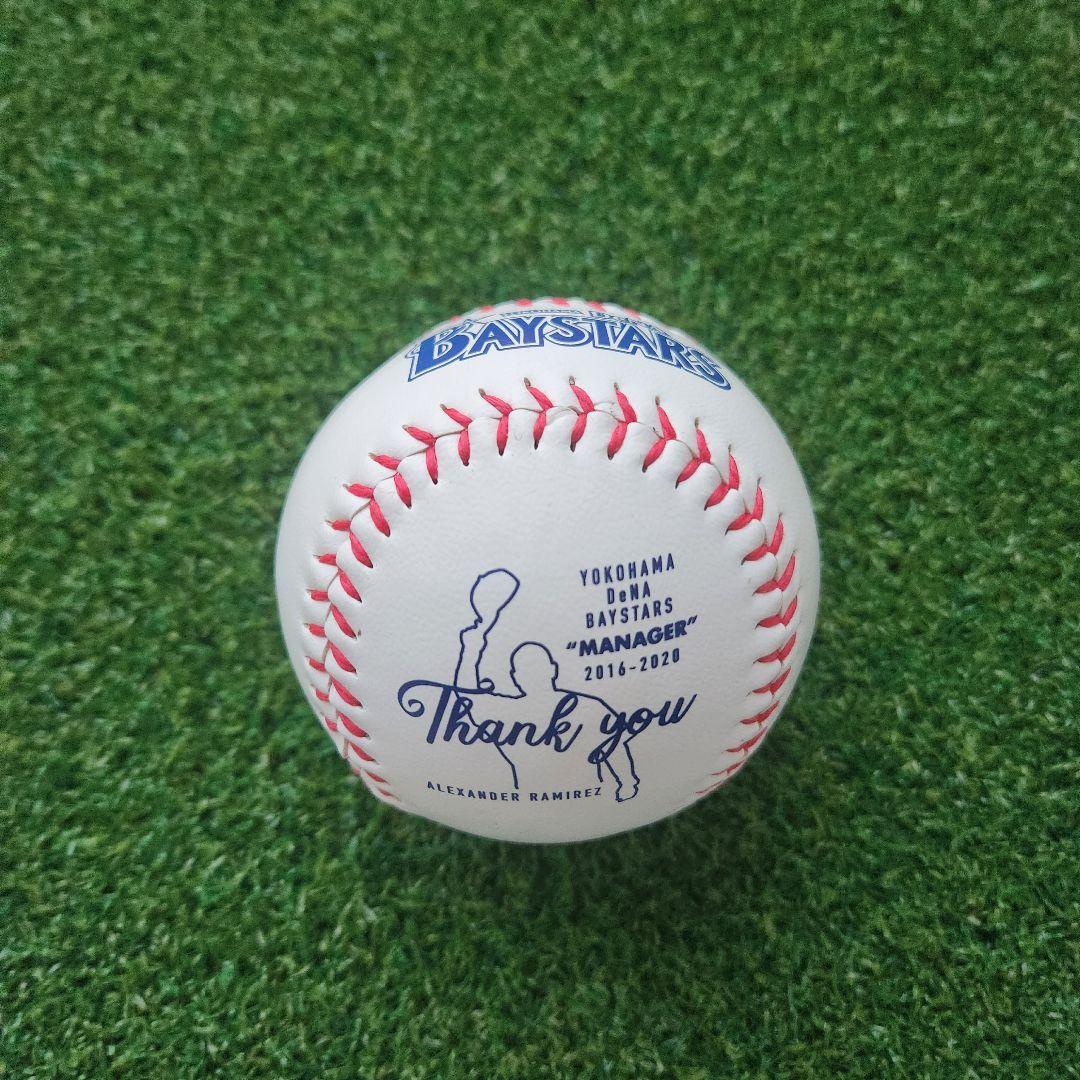 BAYSTARS
YOKOHAMA
DeNA
BAYSTARS
"MANAGER"
2016-2020
Thank you
ALEXANDER RAMIREZ